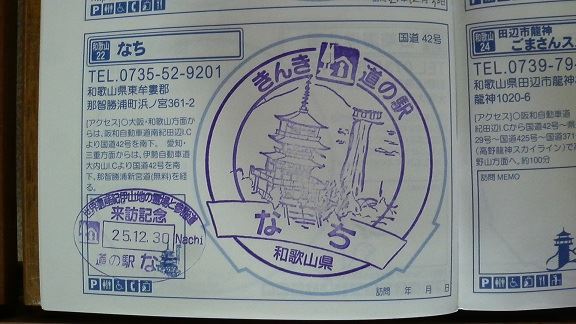 和歌山
22
なち
国道 42号
TEL.0735-52-9201
和歌山県東牟婁郡
那智勝浦町浜ノ宮361-2
[アクセス]○大阪・和歌山方面か
らは、阪和自動車道南紀田辺I.C
より国道42号を南下。 愛知・
三重方面からは、伊勢自動車道
大内山I.Cより国道42号を南
下、那智勝浦新宮道(無料)を経
る。
きんき 道の駅
なち
和歌山県
来訪記念
25.12.30
Nachi
道の駅 な
訪問 年 月 日
和歌山
24
田辺市龍神
ごまさんス
TEL.0739-79-
和歌山県田辺市龍神
龍神1020-6
[アクセス]○阪和自動車道
紀田辺I.Cから国道42号〜県
29号〜国道425号〜国道371
(高野龍神スカイライン)で高
野山方面へ。約100分
訪問 MEMO